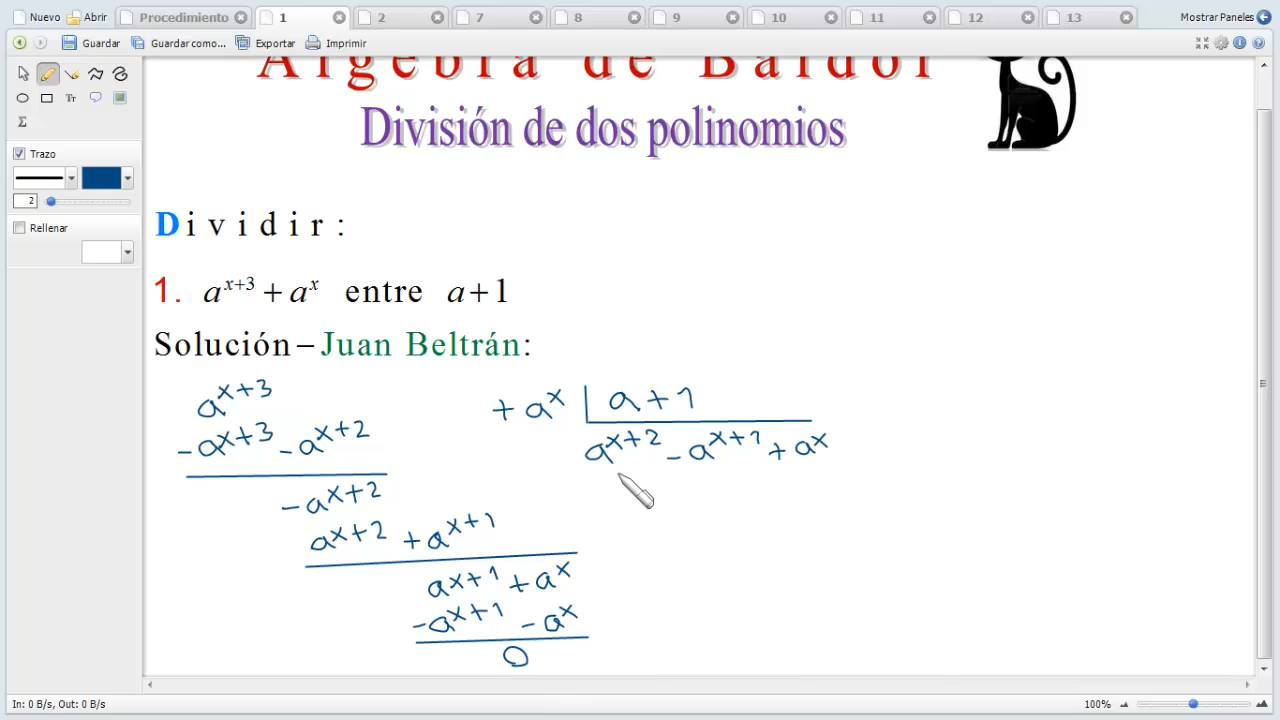 Nuevo Abrir Procedimiento 1 2 7 8 9 10 11 12 13 Mostrar Paneles
Guardar Guardar como... Exportar Imprimir
Algebra de Baldor
División de dos polinomios
Tr
Σ
Trazo
2
Rellenar
Dividir:
1. a^{x+3} + a^x entre a+1
Solución – Juan Beltrán:
a^{x+3} + a^x | a+1
-a^{x+3} - a^{x+2} a^{x+2} - a^{x+1} + a^x
-a^{x+2}
a^{x+2} + a^{x+1}
a^{x+1} + a^x
-a^{x+1} - a^x
0
In: 0 B/s, Out: 0 B/s 100%